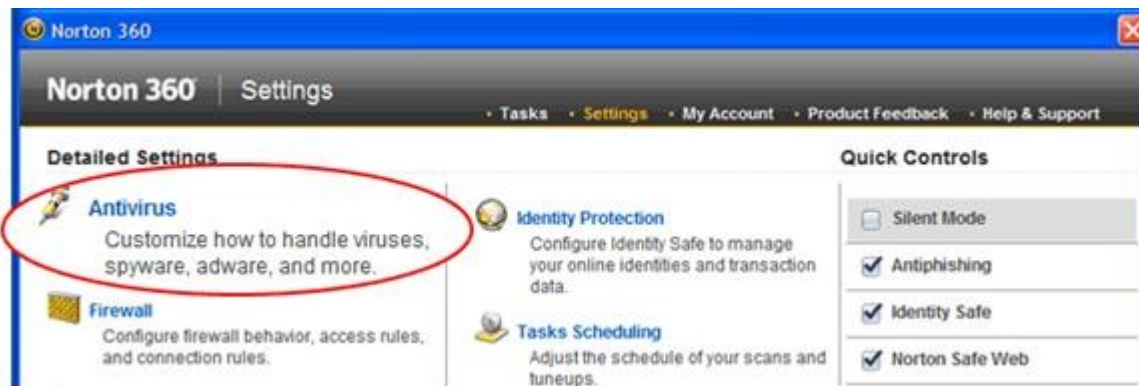 Norton 360
Norton 360 Settings
• Tasks • Settings • My Account • Product Feedback • Help & Support
Detailed Settings
Antivirus
Customize how to handle viruses,
spyware, adware, and more.
Firewall
Configure firewall behavior, access rules,
and connection rules.
Identity Protection
Configure Identity Safe to manage
your online identities and transaction
data.
Tasks Scheduling
Adjust the schedule of your scans and
tuneups.
Quick Controls
Silent Mode
Antiphishing
Identity Safe
Norton Safe Web